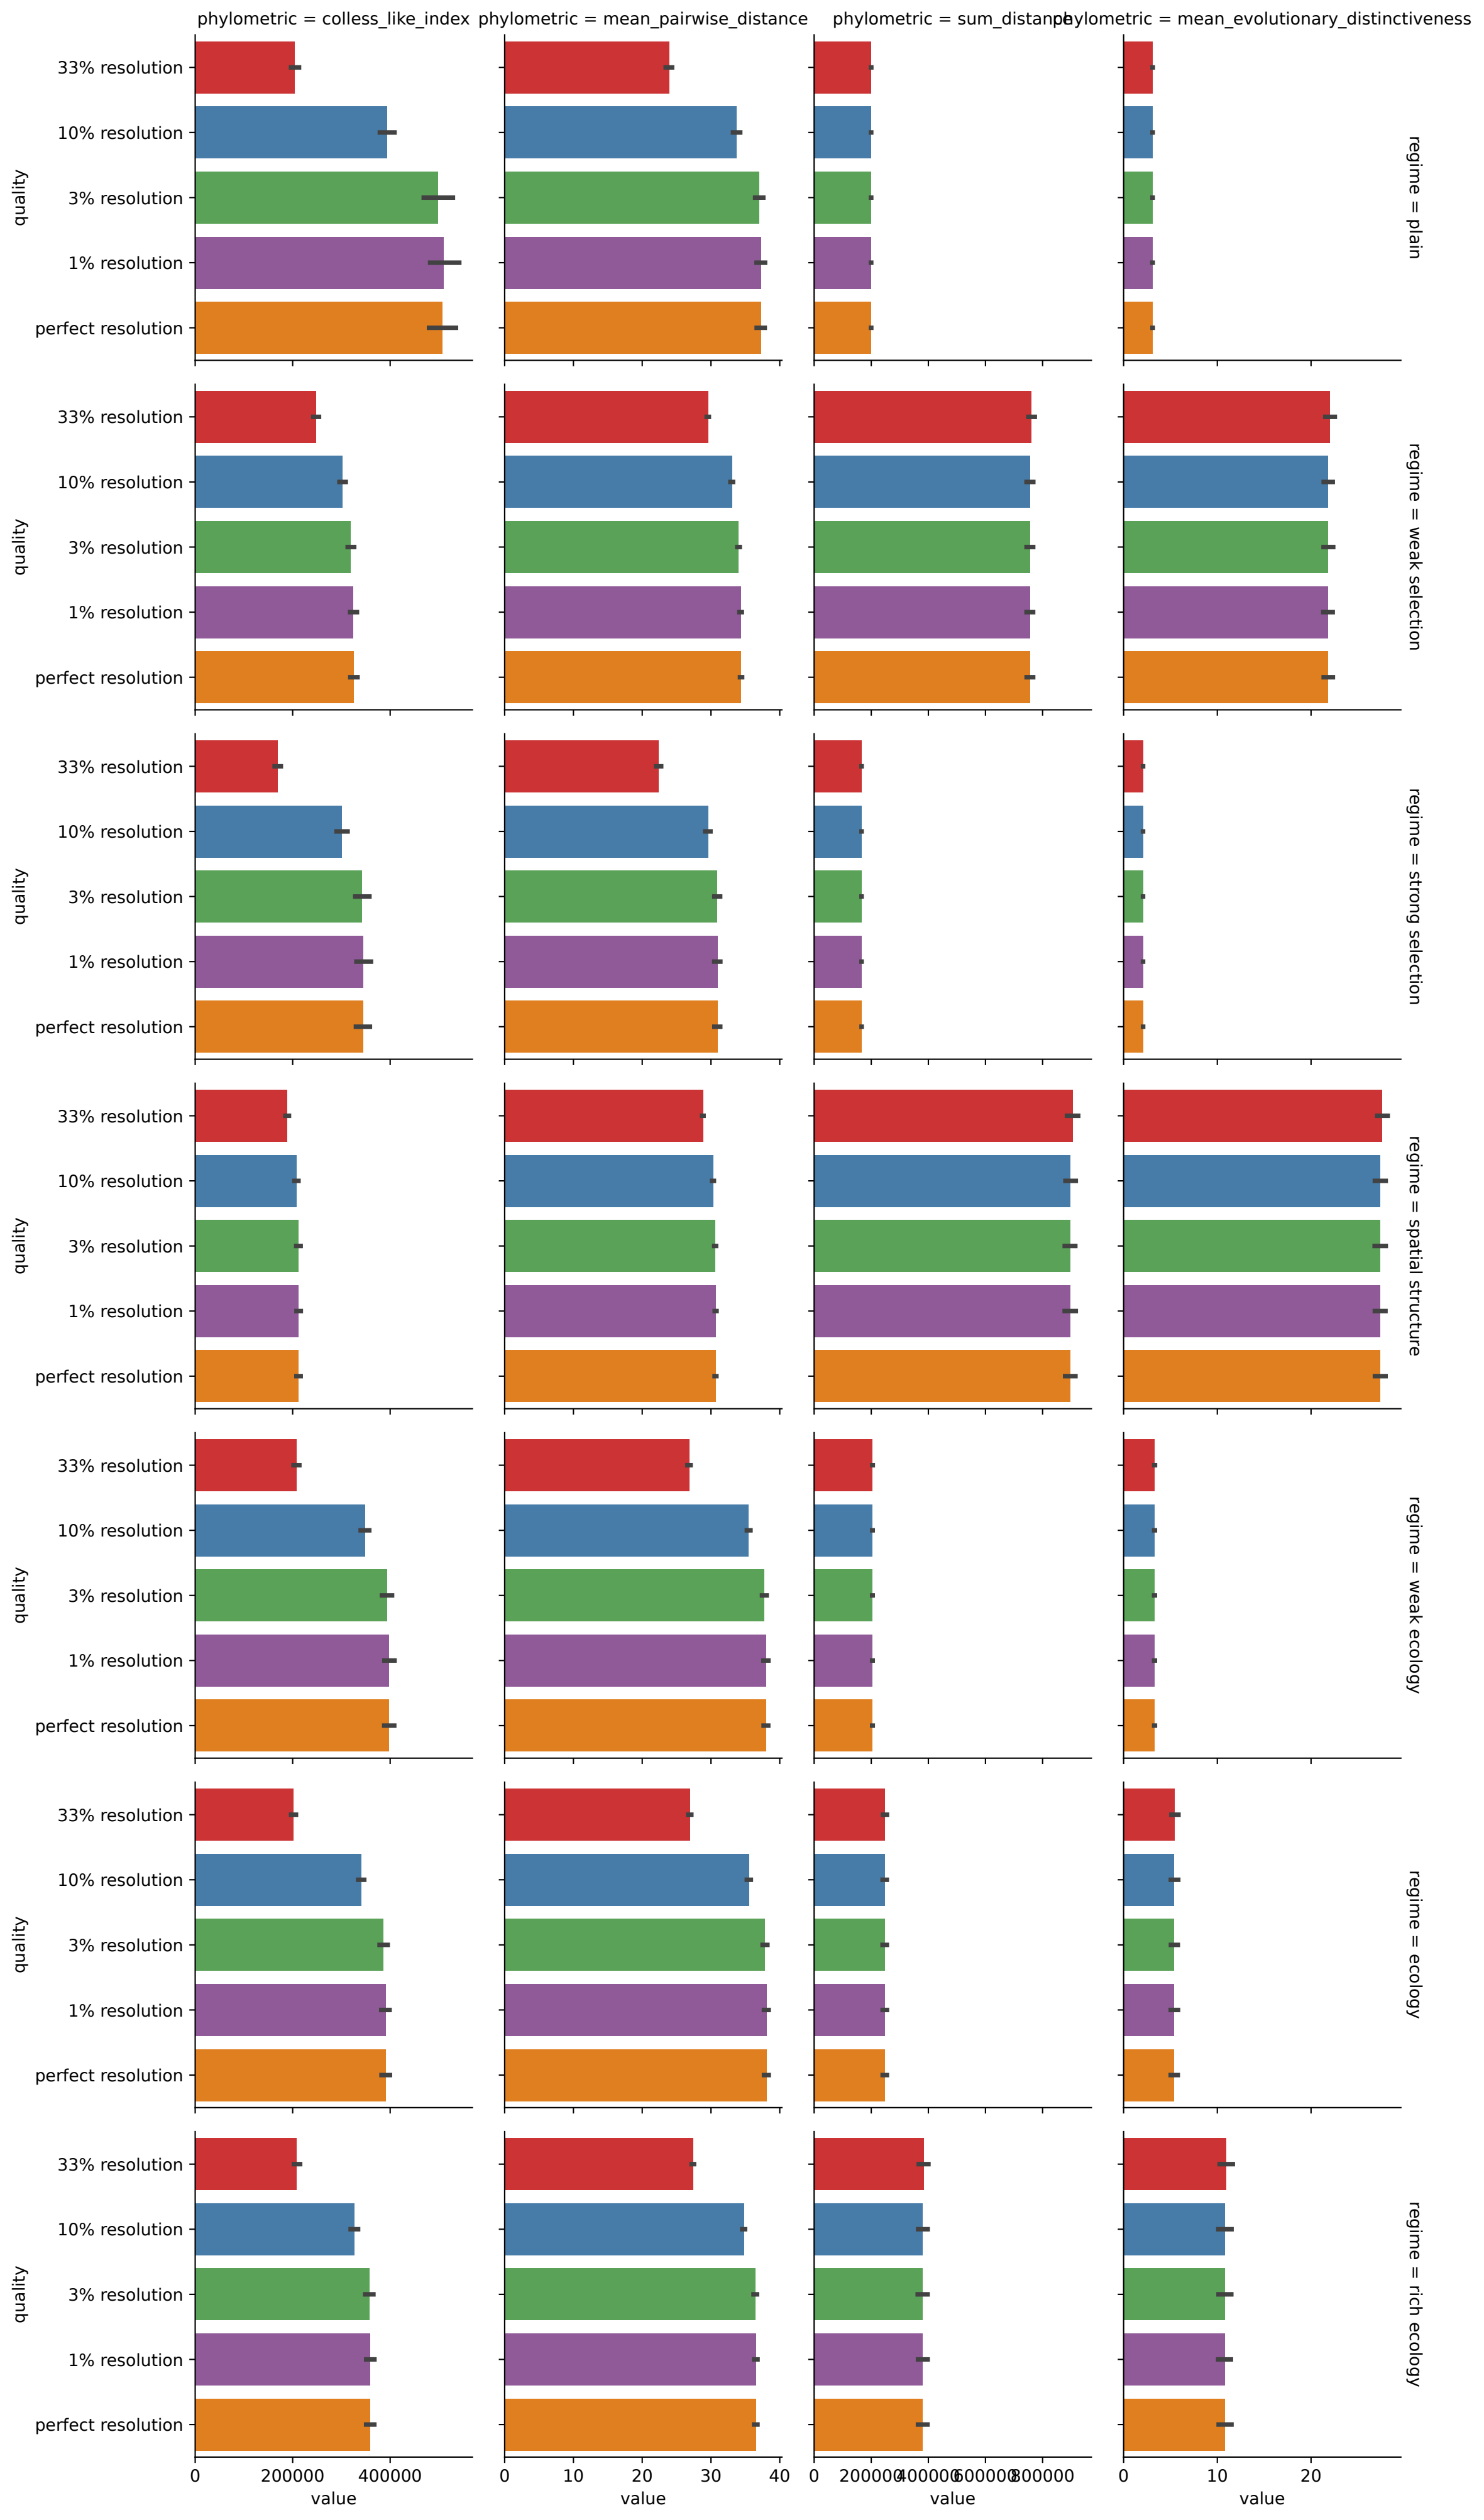 phylometric = colless_like_index phylometric = mean_pairwise_distance phylometric = sum_distance phylometric = mean_evolutionary_distinctiveness
33% resolution
10% resolution
3% resolution
1% resolution
perfect resolution
quality
regime = plain
33% resolution
10% resolution
3% resolution
1% resolution
perfect resolution
quality
regime = weak selection
33% resolution
10% resolution
3% resolution
1% resolution
perfect resolution
quality
regime = strong selection
33% resolution
10% resolution
3% resolution
1% resolution
perfect resolution
quality
regime = spatial structure
33% resolution
10% resolution
3% resolution
1% resolution
perfect resolution
quality
regime = weak ecology
33% resolution
10% resolution
3% resolution
1% resolution
perfect resolution
quality
regime = ecology
33% resolution
10% resolution
3% resolution
1% resolution
perfect resolution
quality
regime = rich ecology
0 200000 400000 0 10 20 30 40 0 200000 400000 600000 800000 0 10 20
value value value value